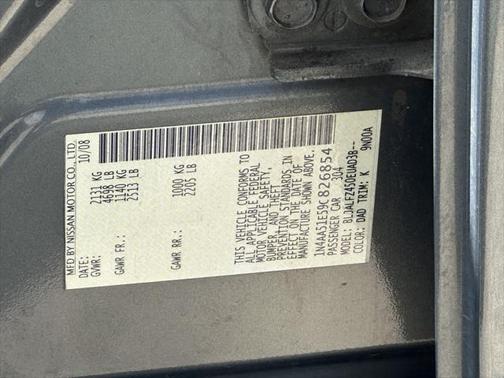 MFD BY NISSAN MOTOR CO.,LTD.
DATE: 10/08
GVWR: 2131 KG
4698 LB
GAWR FR.: 1140 KG
2513 LB
GAWR RR.: 1000 KG
2205 LB
THIS VEHICLE CONFORMS TO
ALL APPLICABLE FEDERAL
MOTOR VEHICLE SAFETY,
BUMPER, AND THEFT
PREVENTION STANDARDS IN
EFFECT ON THE DATE OF
MANUFACTURE SHOWN ABOVE.
1N4AA51E59C826854
PASSENGER CAR 104
MODEL: BLJALFZ450EUAD3B--
COLOR: DAD TRIM: K 9N00A